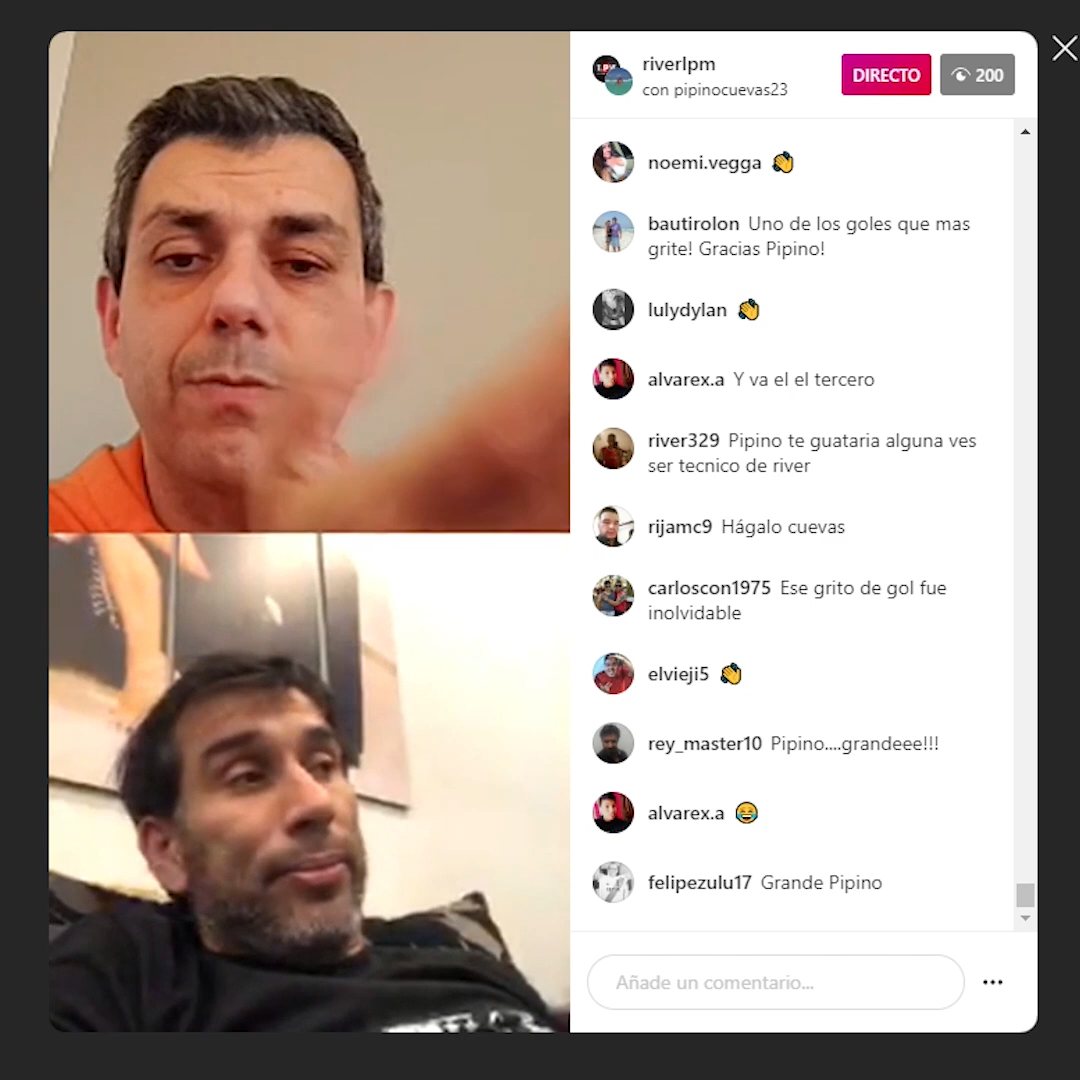 riverlpm
con pipinocuevas23
DIRECTO
200
noemi.vegga
bautirolon Uno de los goles que mas
grite! Gracias Pipino!
lulydylan
alvarex.a Y va el el tercero
river329 Pipino te guataria alguna ves
ser tecnico de river
rijamc9 Hágalo cuevas
carloscon1975 Ese grito de gol fue
inolvidable
elvieji5
rey_master10 Pipino....grandeee!!!
alvarex.a
felipezulu17 Grande Pipino
Añade un comentario...